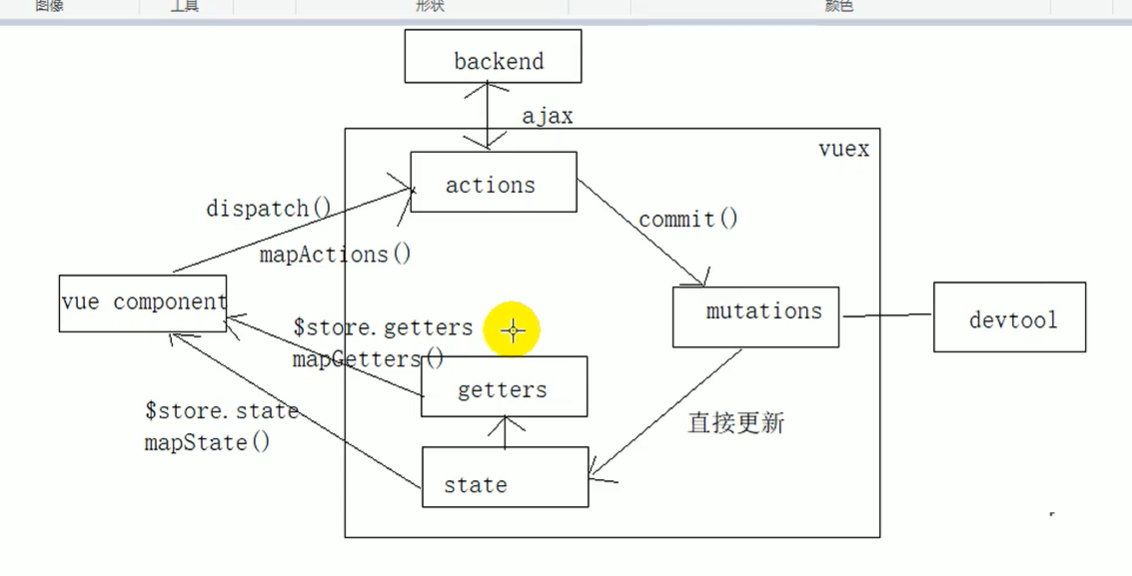 图像
工具
形状
颜色
backend
ajax
vuex
actions
dispatch()
commit()
mapActions()
vue component
mutations
devtool
$store.getters
mapGetters()
getters
$store.state
mapState()
直接更新
state